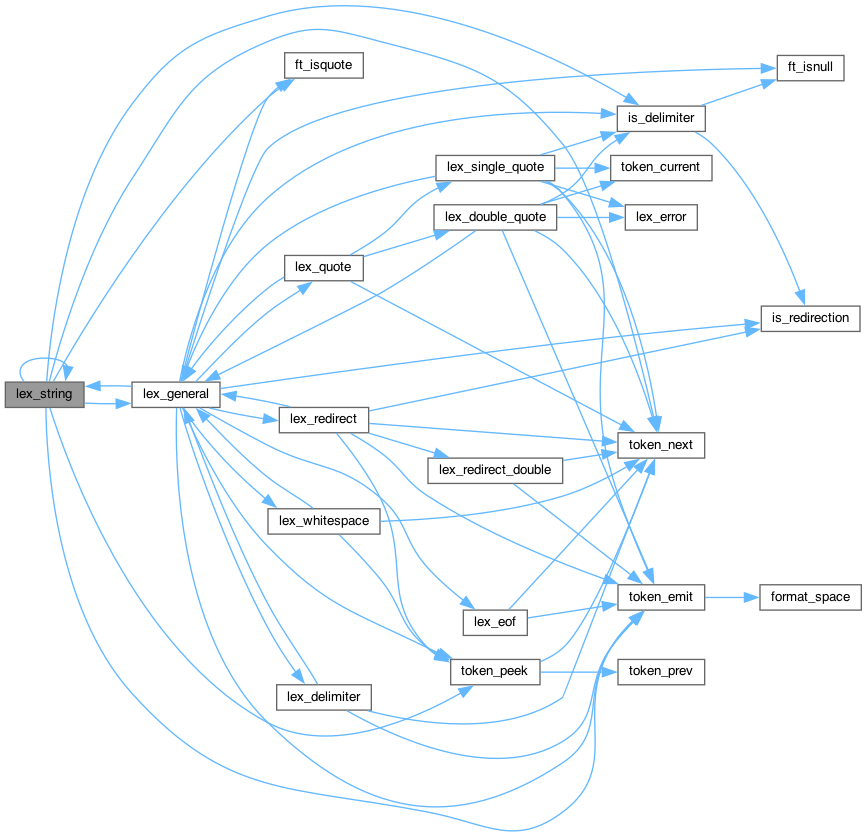 ft_isquote
ft_isnull
is_delimiter
lex_single_quote
token_current
lex_double_quote
lex_error
lex_quote
is_redirection
lex_string
lex_general
lex_redirect
token_next
lex_redirect_double
lex_whitespace
token_emit
format_space
lex_eof
token_peek
token_prev
lex_delimiter